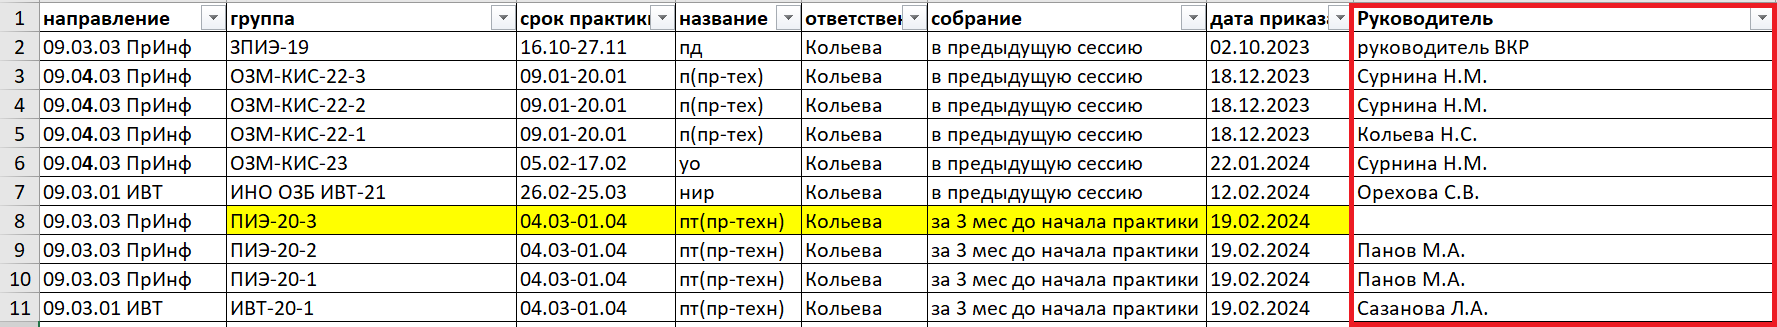 1 направление группа срок практики название ответствен собрание дата приказа Руководитель
2 09.03.03 ПрИнф ЗПИЭ-19 16.10-27.11 пд Кольева в предыдущую сессию 02.10.2023 руководитель ВКР
3 09.04.03 ПрИнф ОЗМ-КИС-22-3 09.01-20.01 п(пр-тех) Кольева в предыдущую сессию 18.12.2023 Сурнина Н.М.
4 09.04.03 ПрИнф ОЗМ-КИС-22-2 09.01-20.01 п(пр-тех) Кольева в предыдущую сессию 18.12.2023 Сурнина Н.М.
5 09.04.03 ПрИнф ОЗМ-КИС-22-1 09.01-20.01 п(пр-тех) Кольева в предыдущую сессию 18.12.2023 Кольева Н.С.
6 09.04.03 ПрИнф ОЗМ-КИС-23 05.02-17.02 уо Кольева в предыдущую сессию 22.01.2024 Сурнина Н.М.
7 09.03.01 ИВТ ИНО ОЗБ ИВТ-21 26.02-25.03 нир Кольева в предыдущую сессию 12.02.2024 Орехова С.В.
8 09.03.03 ПрИнф ПИЭ-20-3 04.03-01.04 пт(пр-техн) Кольева за 3 мес до начала практики 19.02.2024
9 09.03.03 ПрИнф ПИЭ-20-2 04.03-01.04 пт(пр-техн) Кольева за 3 мес до начала практики 19.02.2024 Панов М.А.
10 09.03.03 ПрИнф ПИЭ-20-1 04.03-01.04 пт(пр-техн) Кольева за 3 мес до начала практики 19.02.2024 Панов М.А.
11 09.03.01 ИВТ ИВТ-20-1 04.03-01.04 пт(пр-техн) Кольева за 3 мес до начала практики 19.02.2024 Сазанова Л.А.